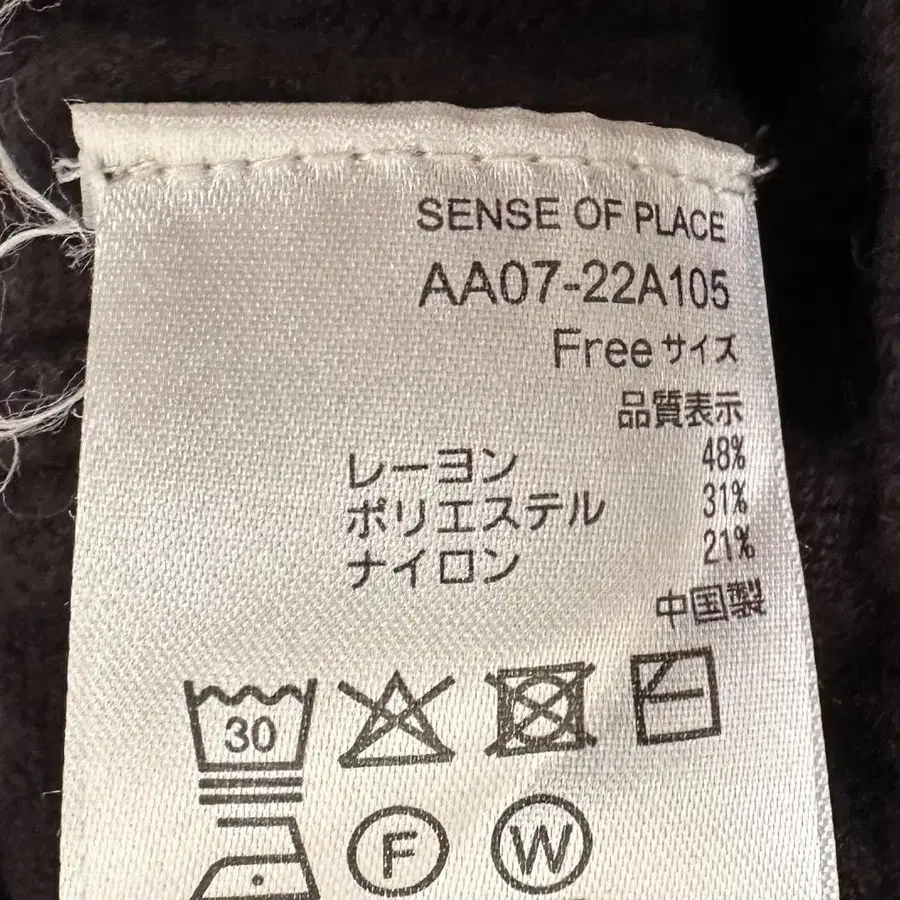 SENSE OF PLACE
AA07-22A105
Freeサイズ
品質表示
レーヨン 48%
ポリエステル 31%
ナイロン 21%
中国製
30
F W